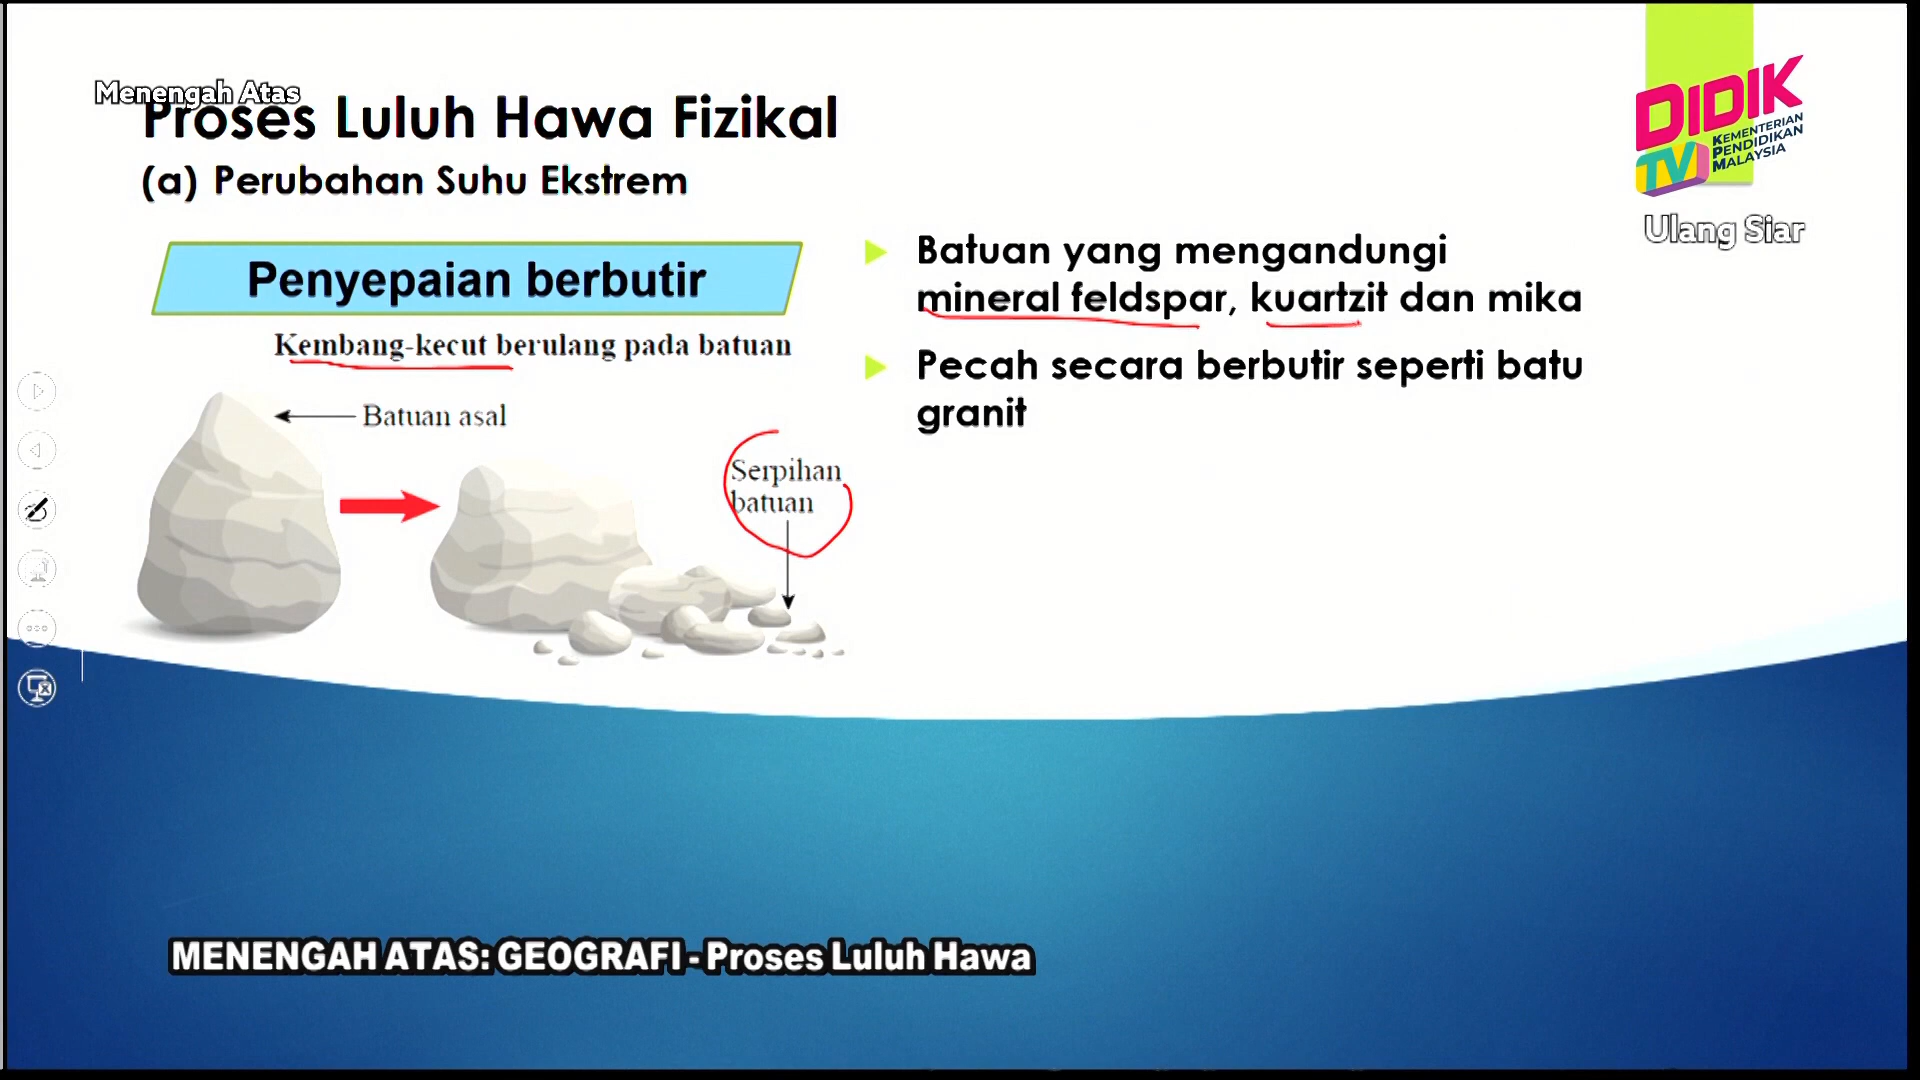 Menengah Atas
Proses Luluh Hawa Fizikal
(a) Perubahan Suhu Ekstrem
Penyepaian berbutir
Kembang-kecut berulang pada batuan
Batuan asal
Serpihan
batuan
Batuan yang mengandungi
mineral feldspar, kuartzit dan mika
Pecah secara berbutir seperti batu
granit
DIDIK
TV
KEMENTERIAN
PENDIDIKAN
MALAYSIA
Ulang Siar
MENENGAH ATAS: GEOGRAFI - Proses Luluh Hawa